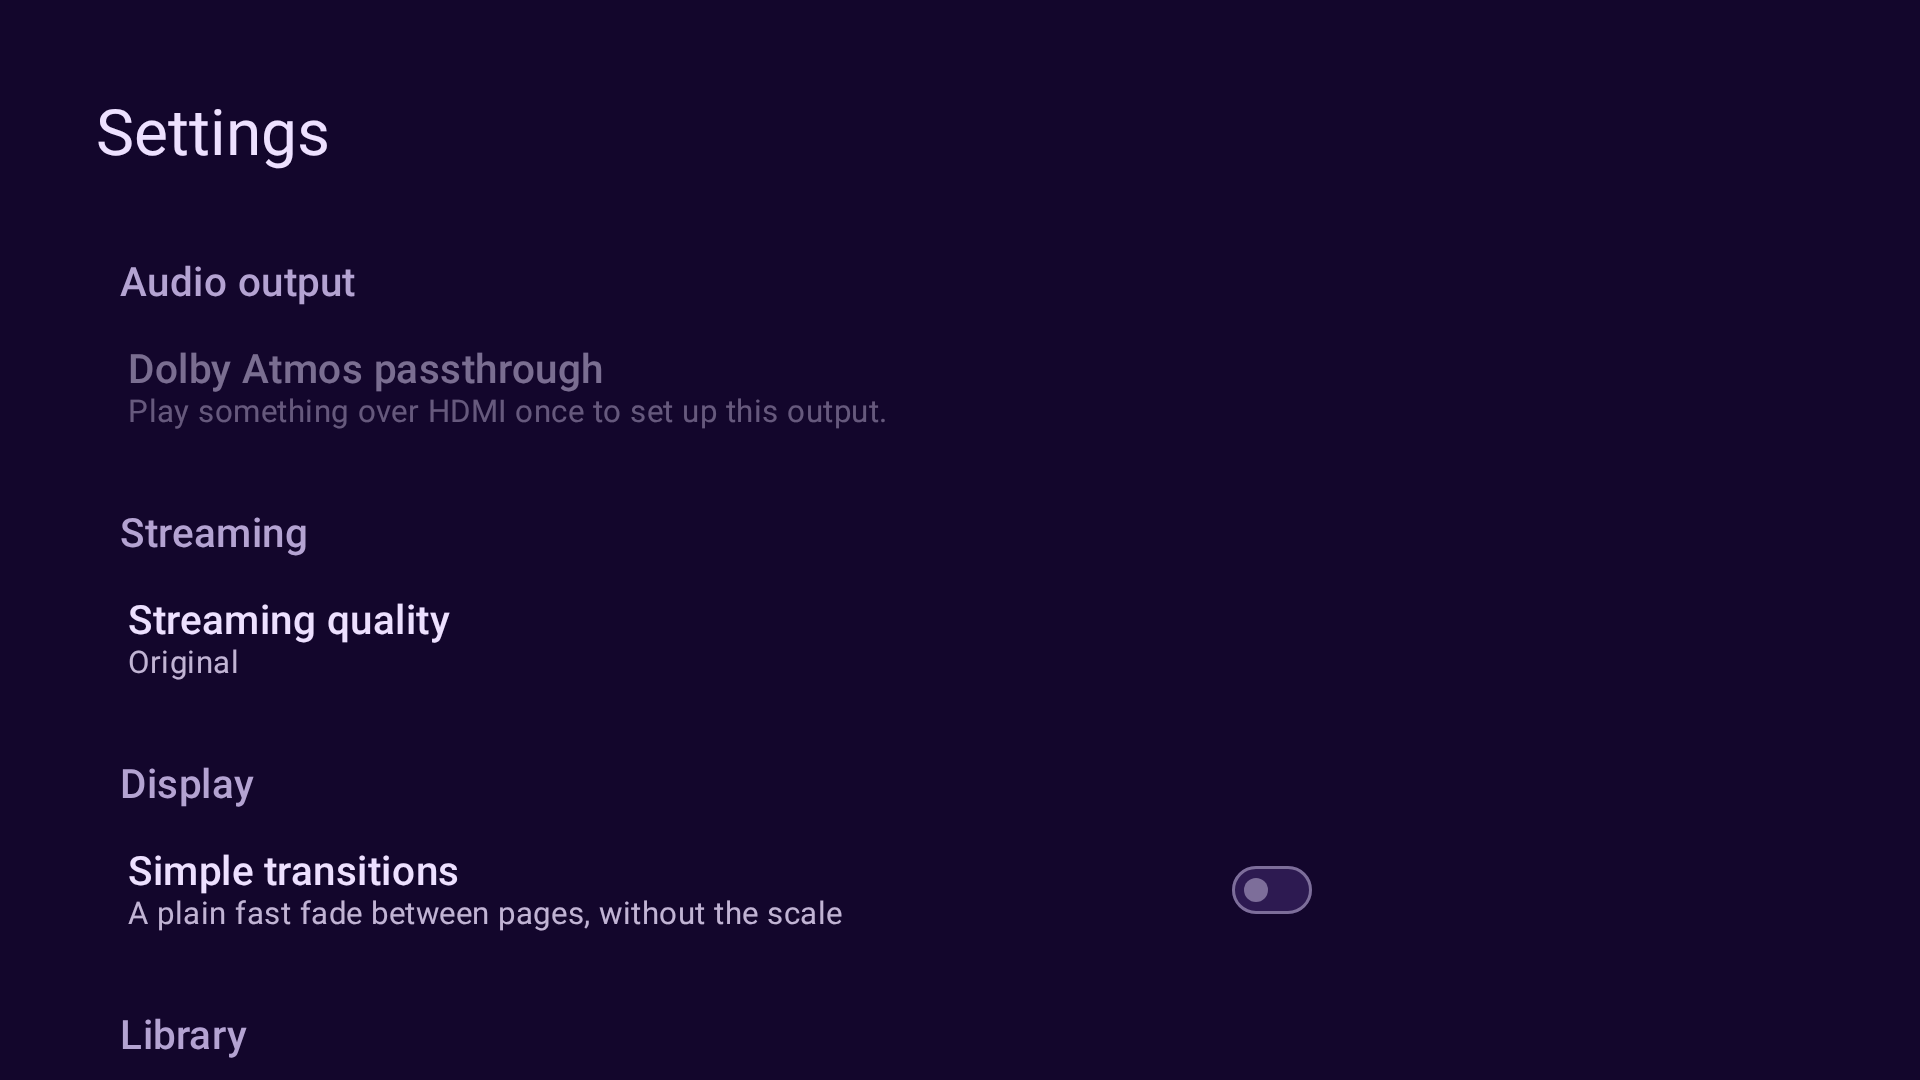 Settings
Audio output
Dolby Atmos passthrough
Play something over HDMI once to set up this output.
Streaming
Streaming quality
Original
Display
Simple transitions
A plain fast fade between pages, without the scale
Library